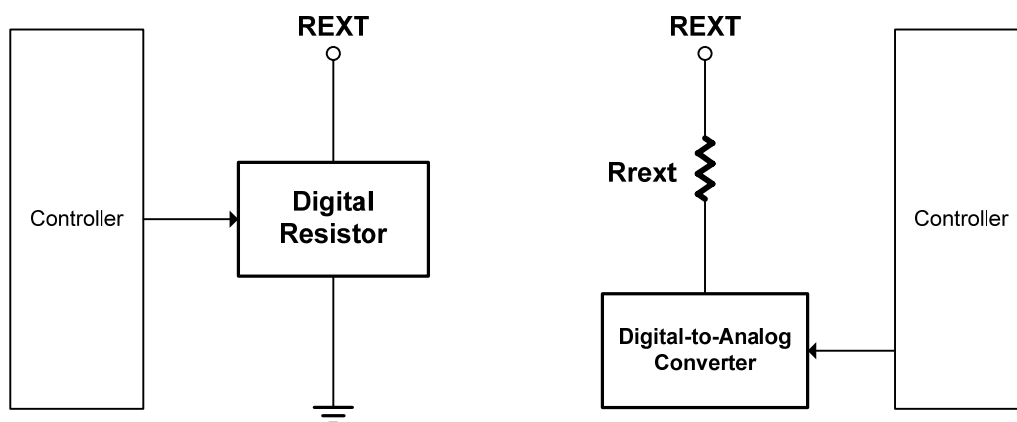 REXT
Controller
Digital
Resistor
REXT
Rrext
Digital-to-Analog
Converter
Controller